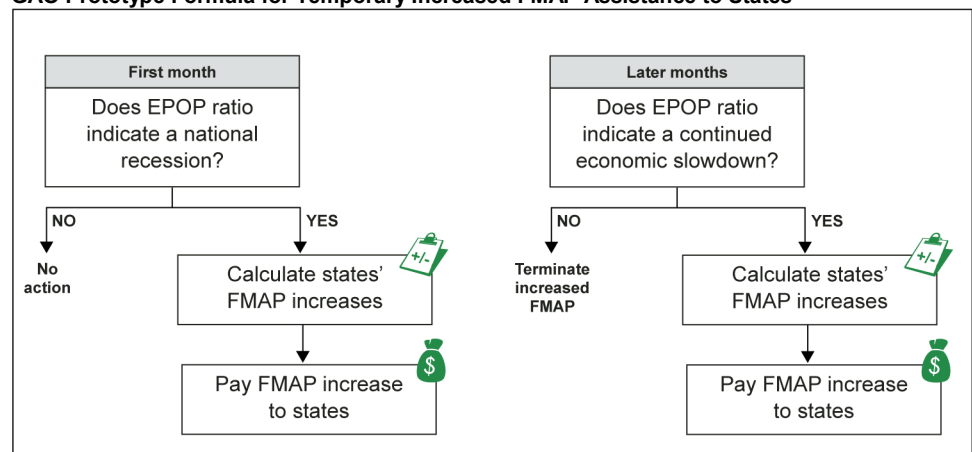 GAO Prototype Formula for Temporary Increased FMAP Assistance to States
First month
Does EPOP ratio
indicate a national
recession?
NO
YES
No
action
+/-
Calculate states’
FMAP increases
$
Pay FMAP increase
to states
Later months
Does EPOP ratio
indicate a continued
economic slowdown?
NO
YES
Terminate
increased
FMAP
+/-
Calculate states’
FMAP increases
$
Pay FMAP increase
to states